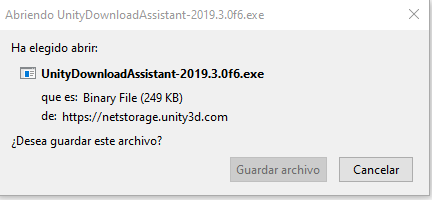 Abriendo UnityDownloadAssistant-2019.3.0f6.exe
Ha elegido abrir:
UnityDownloadAssistant-2019.3.0f6.exe
que es: Binary File (249 KB)
de: https://netstorage.unity3d.com
¿Desea guardar este archivo?
Guardar archivo Cancelar